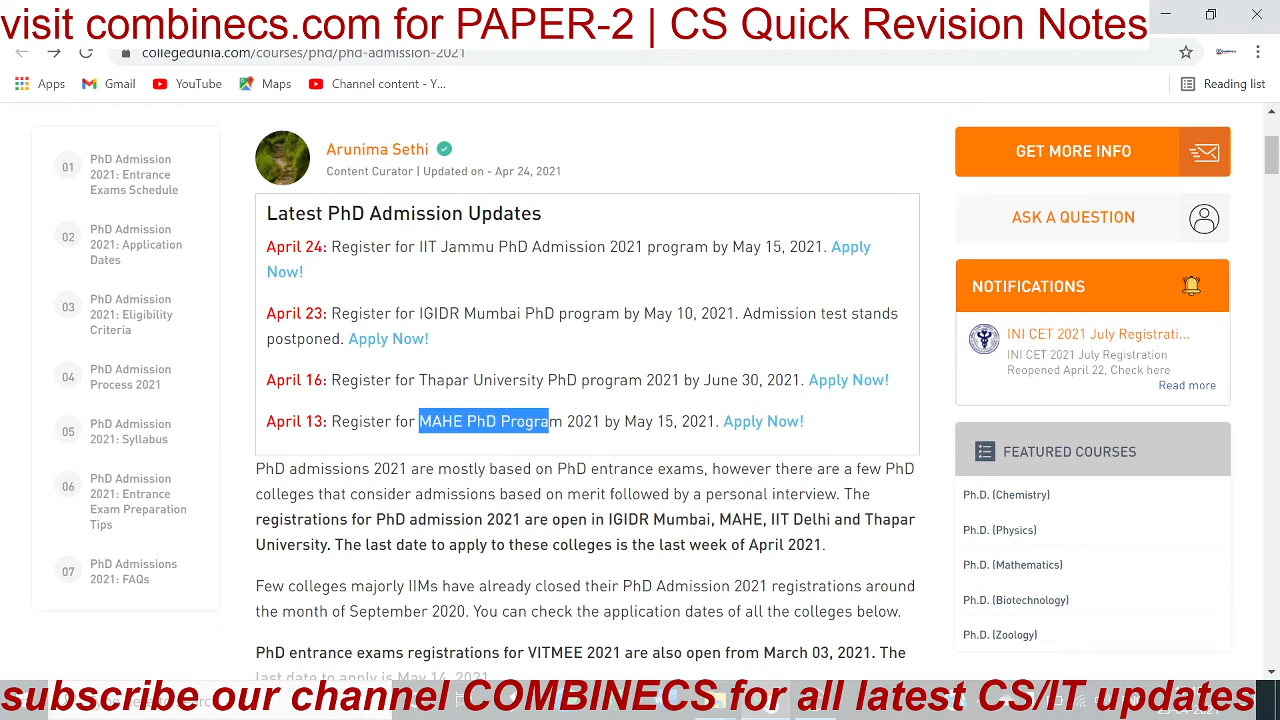 visit combinecs.com for PAPER-2 | CS Quick Revision Notes
collegedunia.com/courses/phd/phd-admission-2021
Apps Gmail YouTube Maps Channel content - Y... Reading list
01 PhD Admission 2021: Entrance Exams Schedule
02 PhD Admission 2021: Application Dates
03 PhD Admission 2021: Eligibility Criteria
04 PhD Admission Process 2021
05 PhD Admission 2021: Syllabus
06 PhD Admission 2021: Entrance Exam Preparation Tips
07 PhD Admissions 2021: FAQs
Arunima Sethi
Content Curator | Updated on - Apr 24, 2021
Latest PhD Admission Updates
April 24: Register for IIT Jammu PhD Admission 2021 program by May 15, 2021. Apply
Now!
April 23: Register for IGIDR Mumbai PhD program by May 10, 2021. Admission test stands
postponed. Apply Now!
April 16: Register for Thapar University PhD program 2021 by June 30, 2021. Apply Now!
April 13: Register for MAHE PhD Program 2021 by May 15, 2021. Apply Now!
PhD admissions 2021 are mostly based on PhD entrance exams, however there are a few PhD
colleges that consider admissions based on merit followed by a personal interview. The
registrations for PhD admission 2021 are open in IGIDR Mumbai, MAHE, IIT Delhi and Thapar
University. The last date to apply to these colleges is the last week of April 2021.
Few colleges majorly IIMs have already closed their PhD Admission 2021 registrations around
the month of September 2020. You can check the application dates of all the colleges below.
PhD entrance exams registrations for VITMEE 2021 are also open from March 03, 2021. The
last date to apply is May 14, 2021.
GET MORE INFO
ASK A QUESTION
NOTIFICATIONS
INI CET 2021 July Registrati...
INI CET 2021 July Registration
Reopened April 22, Check here
Read more
FEATURED COURSES
Ph.D. (Chemistry)
Ph.D. (Physics)
Ph.D. (Mathematics)
Ph.D. (Biotechnology)
Ph.D. (Zoology)
subscribe our channel COMBINECS for all latest CS/IT updates